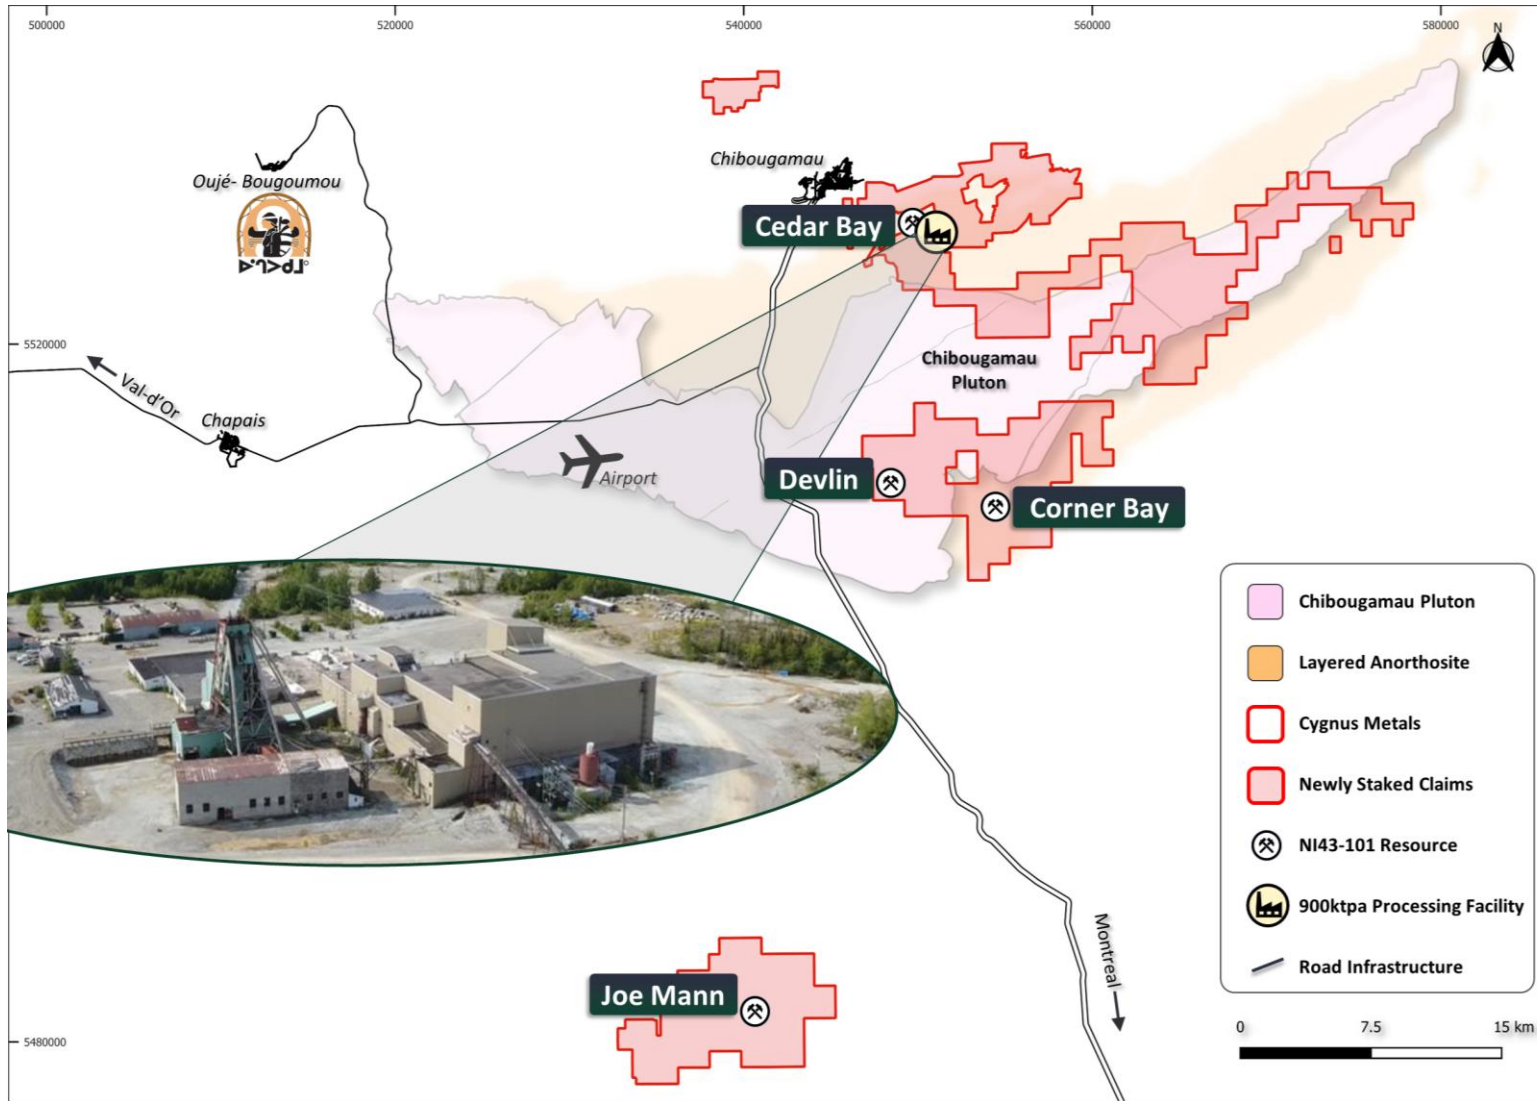 500000
520000
540000
560000
580000
N
Chibougamau
Oujé- Bougoumou
Cedar Bay
5520000
Val-d'Or
Chapais
Chibougamau
Pluton
Airport
Devlin
Corner Bay
Chibougamau Pluton
Layered Anorthosite
Cygnus Metals
Newly Staked Claims
NI43-101 Resource
900ktpa Processing Facility
Road Infrastructure
Montreal
Joe Mann
0 7.5 15 km
5480000